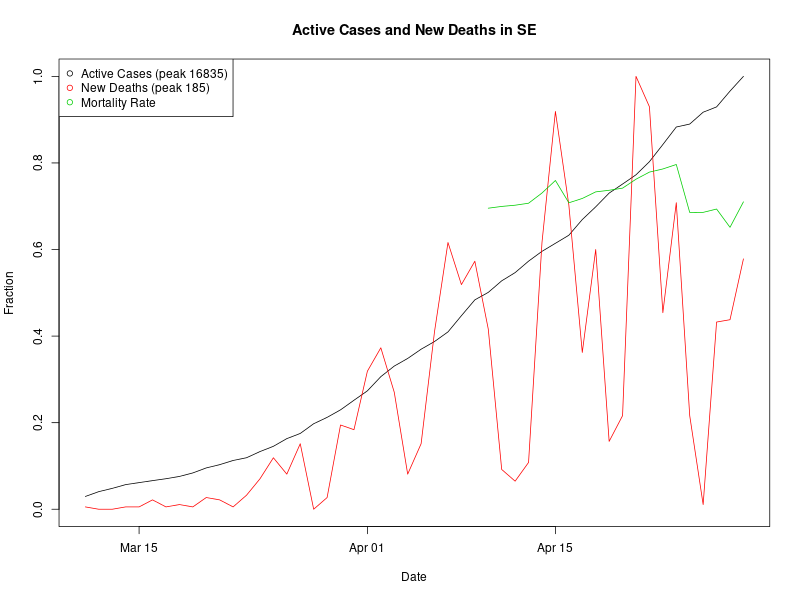 Active Cases and New Deaths in SE
Active Cases (peak 16835)
New Deaths (peak 185)
Mortality Rate
Fraction
1.0
0.8
0.6
0.4
0.2
0.0
Mar 15
Apr 01
Apr 15
Date